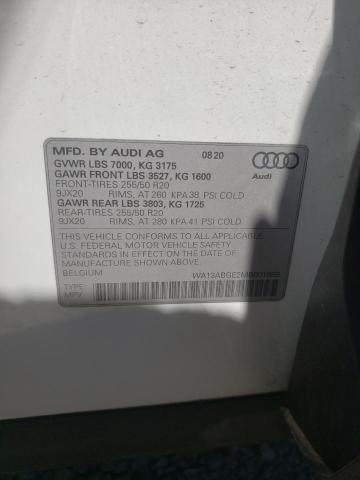 MFD. BY AUDI AG 08 20
GVWR LBS 7000, KG 3175
GAWR FRONT LBS 3527, KG 1600
FRONT-TIRES 255/50 R20
9JX20 RIMS, AT 260 KPA 38 PSI COLD
GAWR REAR LBS 3803, KG 1725
REAR-TIRES 255/50 R20
9JX20 RIMS, AT 280 KPA 41 PSI COLD
THIS VEHICLE CONFORMS TO ALL APPLICABLE
U.S. FEDERAL MOTOR VEHICLE SAFETY STANDARDS
IN EFFECT ON THE DATE OF MANUFACTURE
BELGIUM
TYPE
MPV
Audi